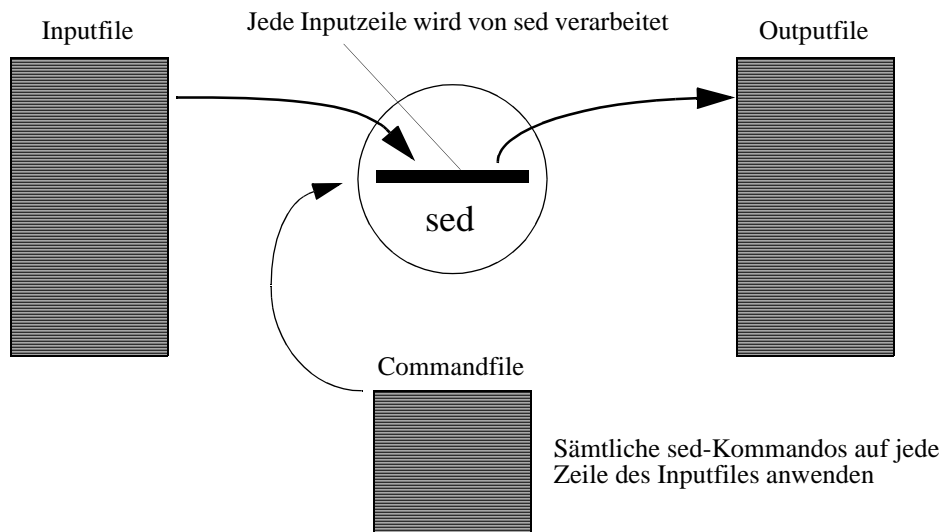 Jede Inputzeile wird von sed verarbeitet
Inputfile
Outputfile
sed
Commandfile
Sämtliche sed-Kommandos auf jede
Zeile des Inputfiles anwenden